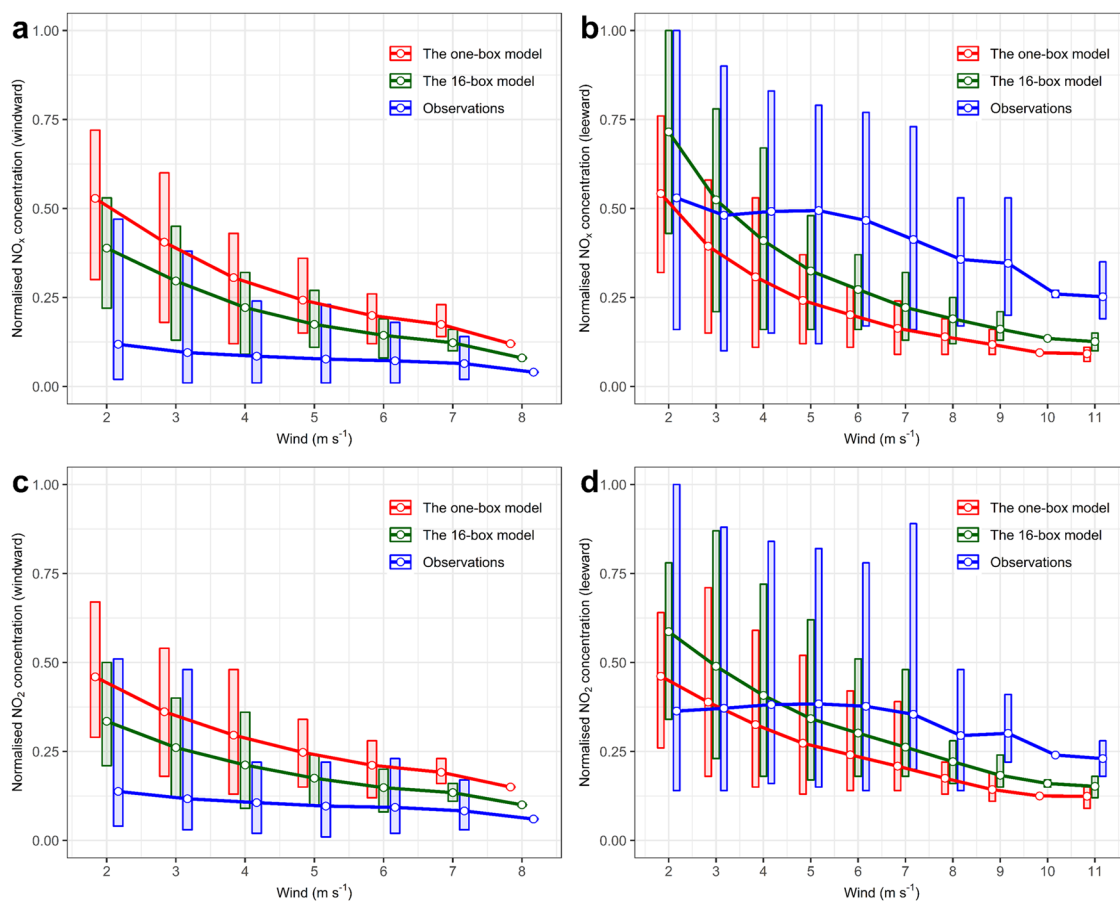 a
1.00
0.75
0.50
0.25
0.00
Normalised NOx concentration (windward)
The one-box model
The 16-box model
Observations
2 3 4 5 6 7 8
Wind (m s⁻¹)
b
1.00
0.75
0.50
0.25
0.00
Normalised NOx concentration (leeward)
The one-box model
The 16-box model
Observations
2 3 4 5 6 7 8 9 10 11
Wind (m s⁻¹)
c
1.00
0.75
0.50
0.25
0.00
Normalised NO₂ concentration (windward)
The one-box model
The 16-box model
Observations
2 3 4 5 6 7 8
Wind (m s⁻¹)
d
1.00
0.75
0.50
0.25
0.00
Normalised NO₂ concentration (leeward)
The one-box model
The 16-box model
Observations
2 3 4 5 6 7 8 9 10 11
Wind (m s⁻¹)